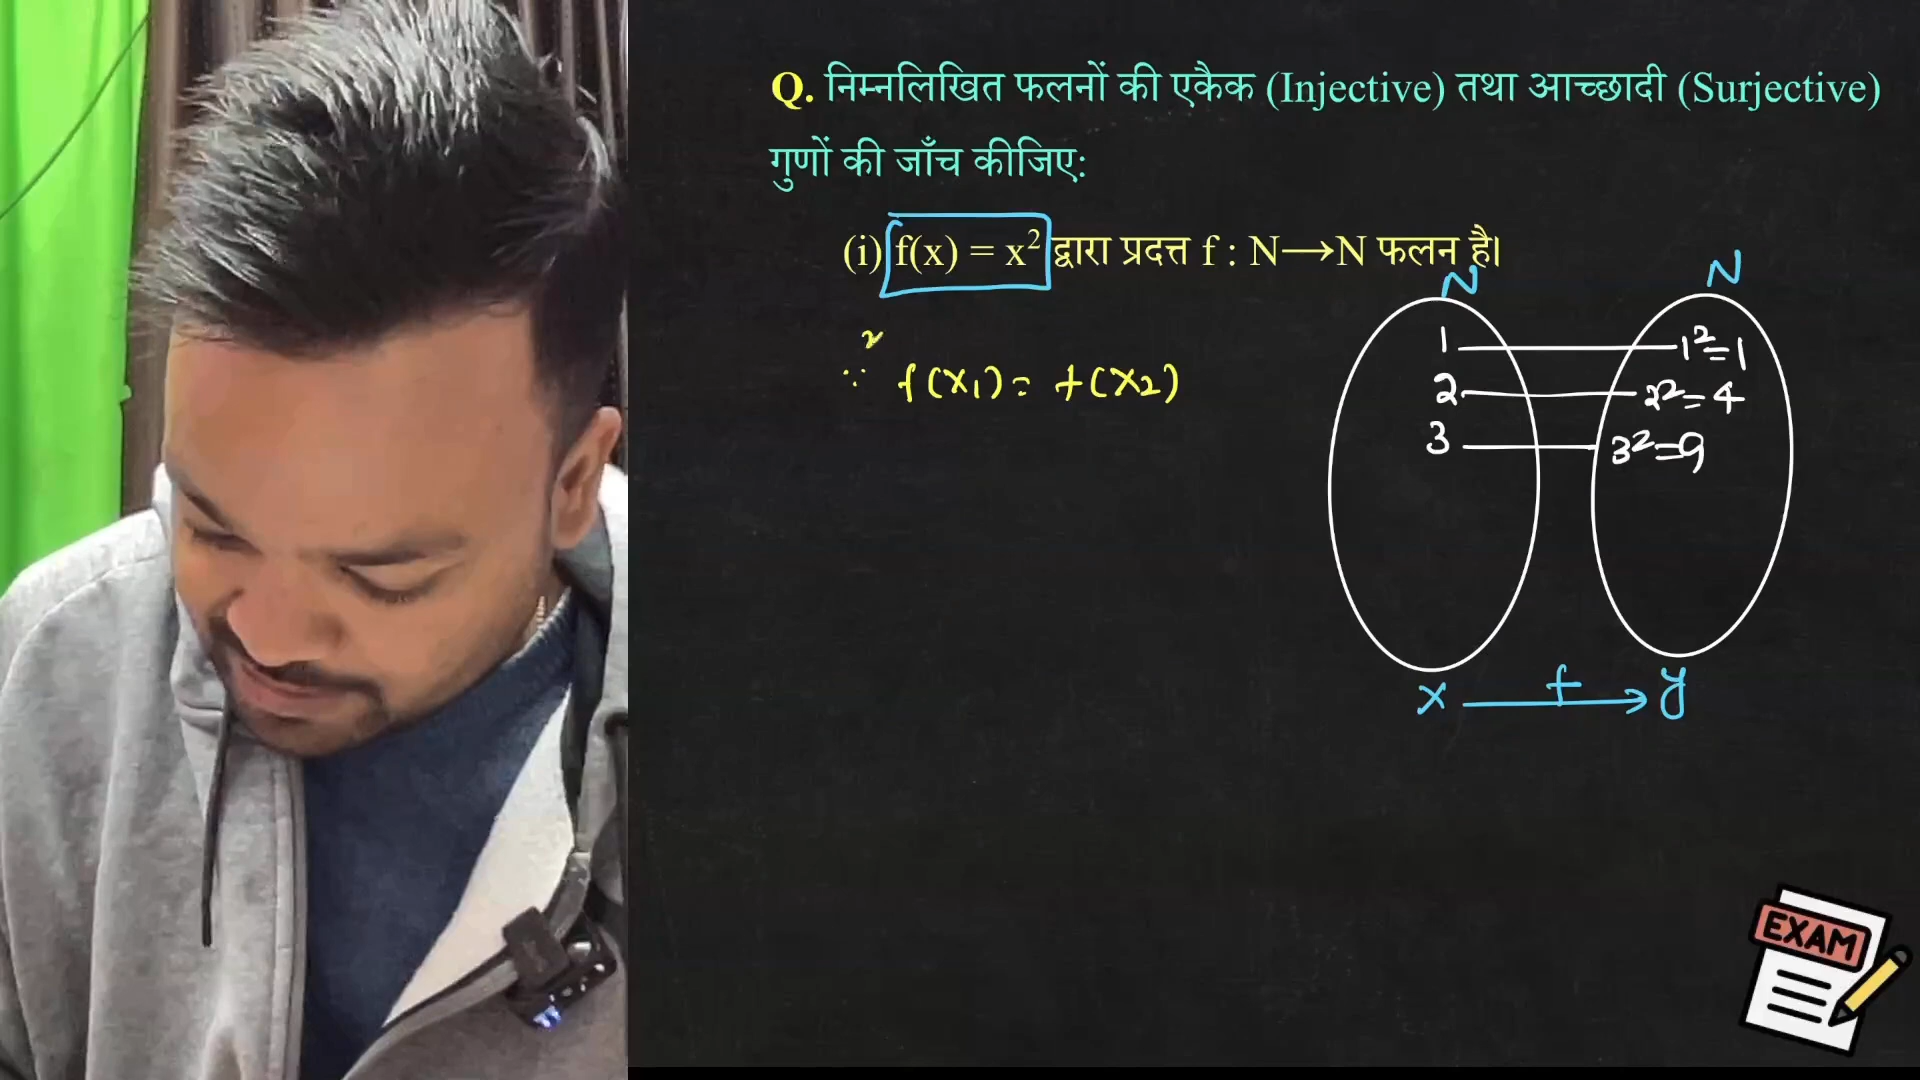 Q. निम्नलिखित फलनों की एकैक (Injective) तथा आच्छादी (Surjective)
गुणों की जाँच कीजिए:
(i) f(x) = x² द्वारा प्रदत्त f : N⟶N फलन है।
N N
∵ f(x₁) = f(x₂)
1 1²=1
2 2²=4
3 3²=9
x f y
EXAM